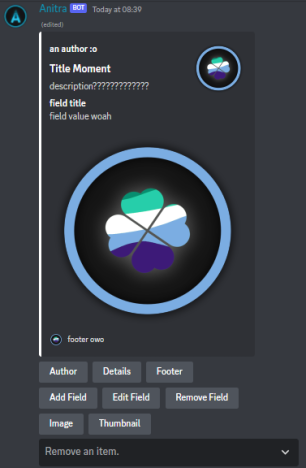 Anitra BOT Today at 08:39
(edited)
an author :o
Title Moment
description?????????????
field title
field value woah
footer owo
Author Details Footer
Add Field Edit Field Remove Field
Image Thumbnail
Remove an item.